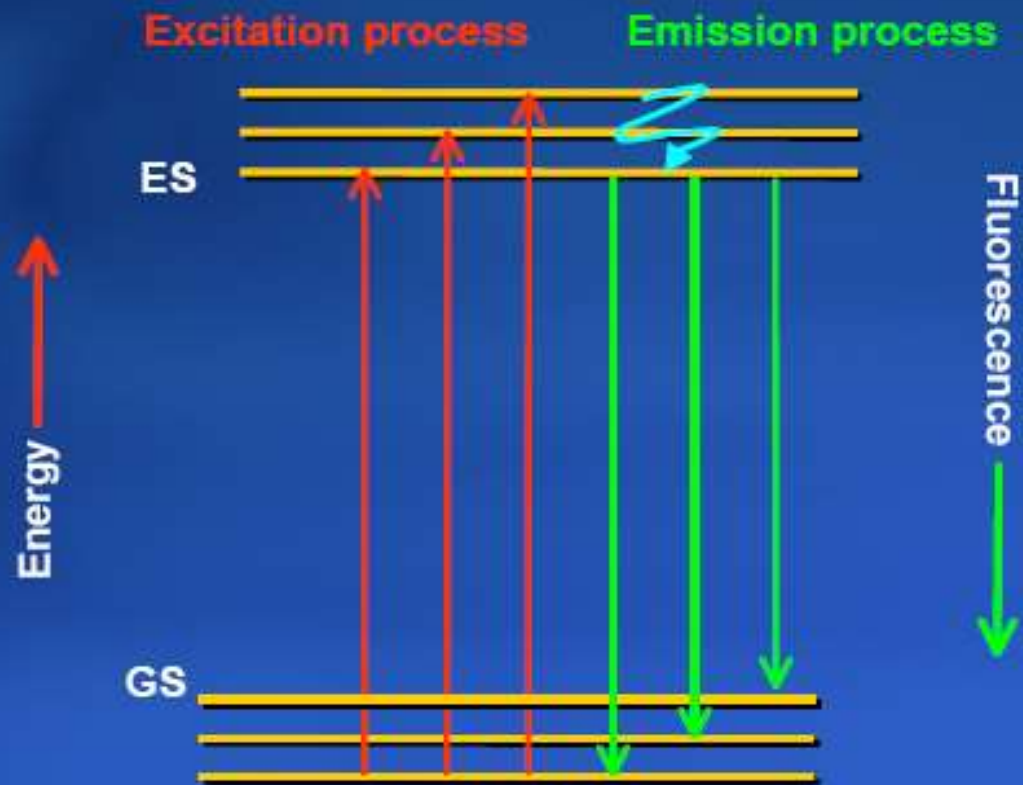 Excitation process
Emission process
ES
Fluorescence
Energy
GS